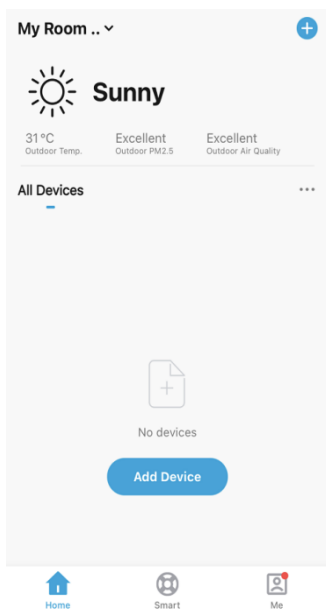 My Room ..
Sunny
31°C Excellent Excellent
Outdoor Temp. Outdoor PM2.5 Outdoor Air Quality
All Devices ...
No devices
Add Device
Home Smart Me